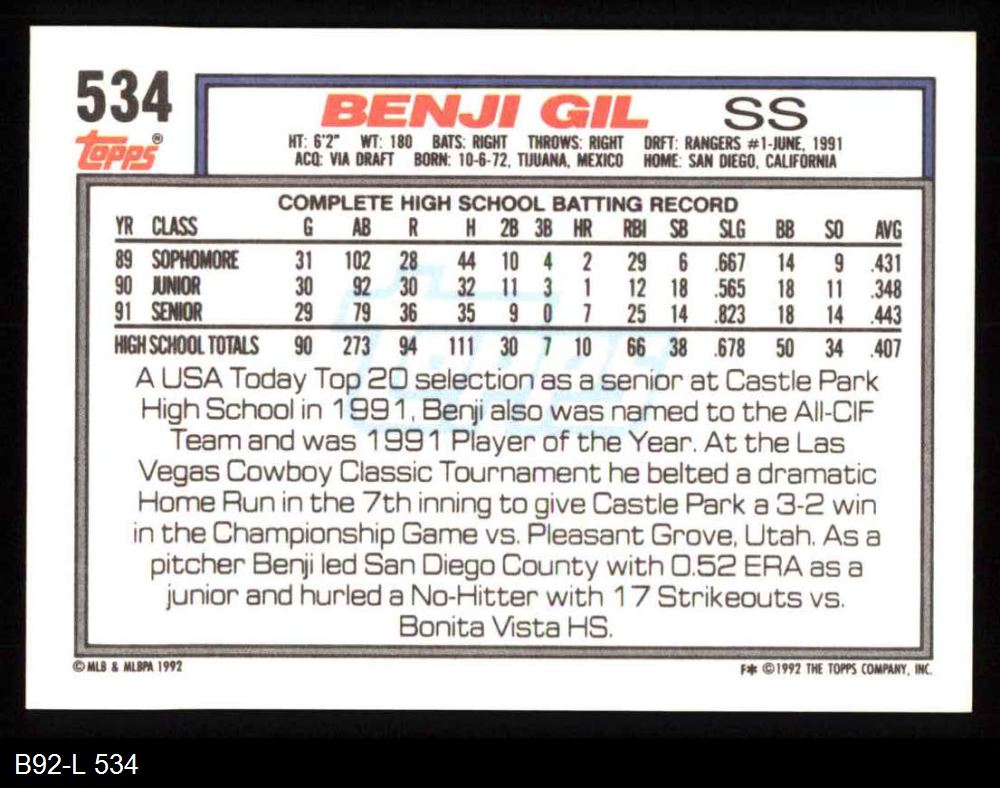 534
Topps®
BENJI GIL SS
HT: 6'2" WT: 180 BATS: RIGHT THROWS: RIGHT DRFT: RANGERS #1-JUNE, 1991
ACQ: VIA DRAFT BORN: 10-6-72, TIJUANA, MEXICO HOME: SAN DIEGO, CALIFORNIA
COMPLETE HIGH SCHOOL BATTING RECORD
YR CLASS G AB R H 2B 3B HR RBI SB SLG BB SO AVG
89 SOPHOMORE 31 102 28 44 10 4 2 29 6 .667 14 9 .431
90 JUNIOR 30 92 30 32 11 3 1 12 18 .565 18 11 .348
91 SENIOR 29 79 36 35 9 0 7 25 14 .823 18 14 .443
HIGH SCHOOL TOTALS 90 273 94 111 30 7 10 66 38 .678 50 34 .407
A USA Today Top 20 selection as a senior at Castle Park
High School in 1991, Benji also was named to the All-CIF
Team and was 1991 Player of the Year. At the Las
Vegas Cowboy Classic Tournament he belted a dramatic
Home Run in the 7th inning to give Castle Park a 3-2 win
in the Championship Game vs. Pleasant Grove, Utah. As a
pitcher Benji led San Diego County with 0.52 ERA as a
junior and hurled a No-Hitter with 17 Strikeouts vs.
Bonita Vista HS.
© MLB & MLBPA 1992
F* © 1992 THE TOPPS COMPANY, INC.
B92-L 534